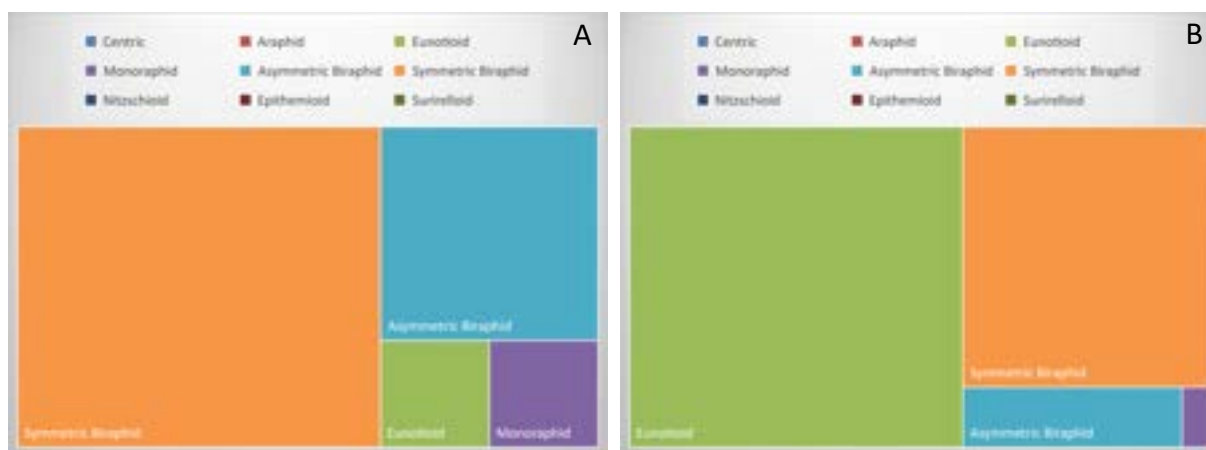 A
Centric Araphid Eunotioid
Monoraphid Asymmetric Biraphid Symmetric Biraphid
Nitzschioid Epithemioid Surirelloid
Asymmetric Biraphid
Symmetric Biraphid Eunotioid Monoraphid
B
Centric Araphid Eunotioid
Monoraphid Asymmetric Biraphid Symmetric Biraphid
Nitzschioid Epithemioid Surirelloid
Symmetric Biraphid
Eunotioid Asymmetric Biraphid